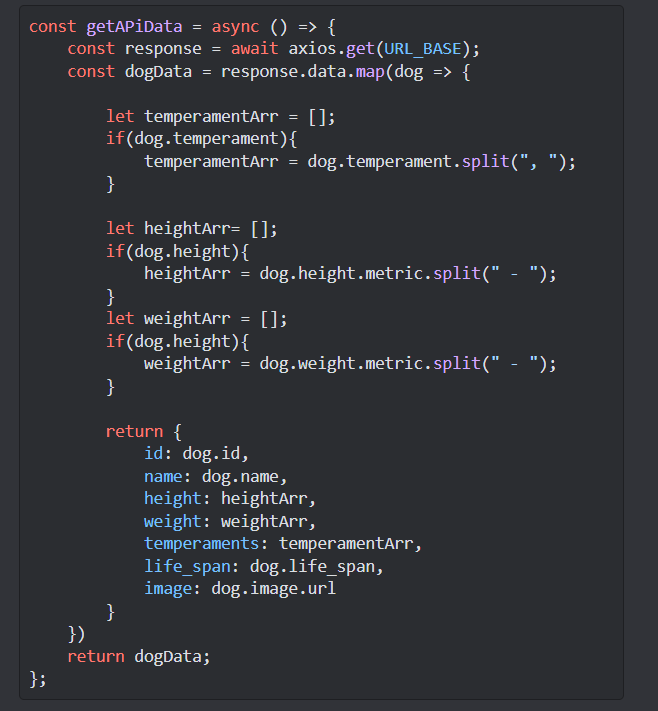 const getAPiData = async () => {
    const response = await axios.get(URL_BASE);
    const dogData = response.data.map(dog => {

        let temperamentArr = [];
        if(dog.temperament){
            temperamentArr = dog.temperament.split(", ");
        }

        let heightArr= [];
        if(dog.height){
            heightArr = dog.height.metric.split(" - ");
        }
        let weightArr = [];
        if(dog.height){
            weightArr = dog.weight.metric.split(" - ");
        }

        return {
            id: dog.id,
            name: dog.name,
            height: heightArr,
            weight: weightArr,
            temperaments: temperamentArr,
            life_span: dog.life_span,
            image: dog.image.url
        }
    })
    return dogData;
};